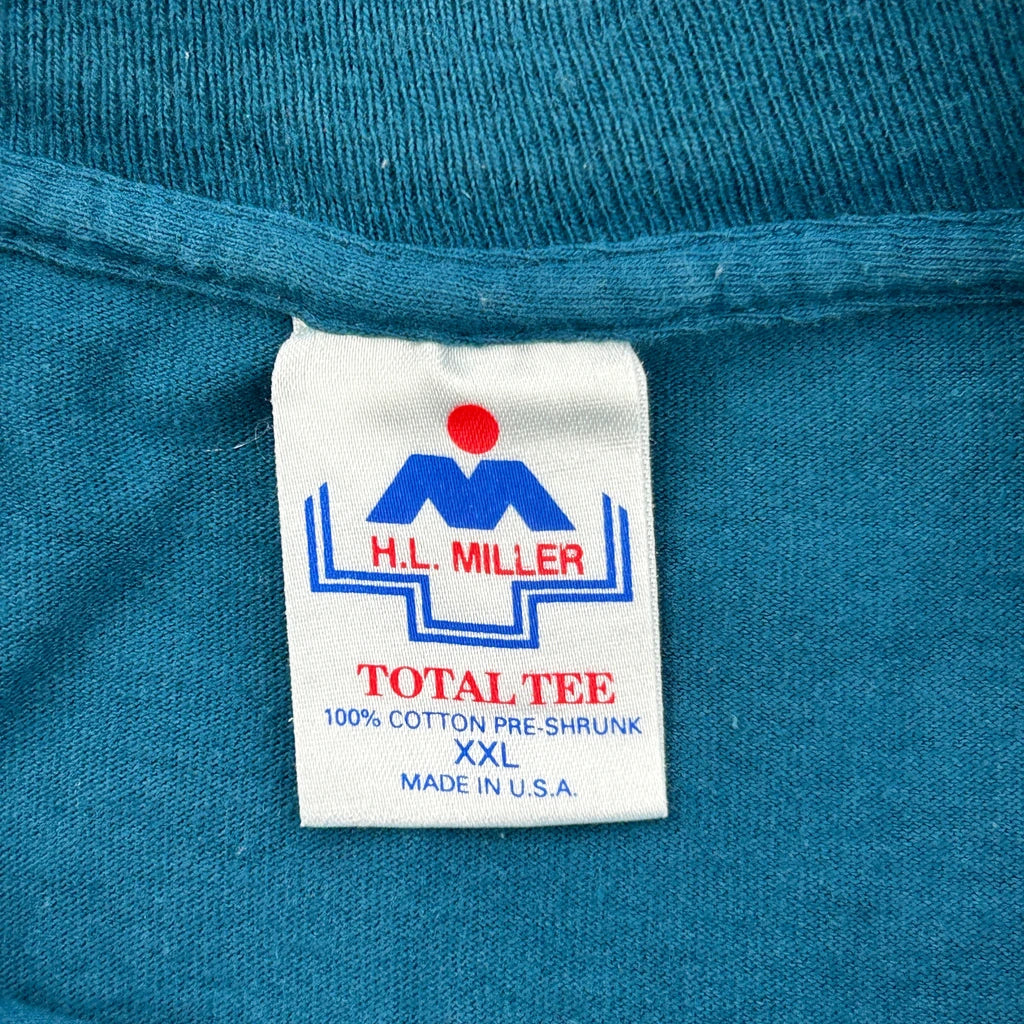 H.L. MILLER
TOTAL TEE
100% COTTON PRE-SHRUNK
XXL
MADE IN U.S.A.